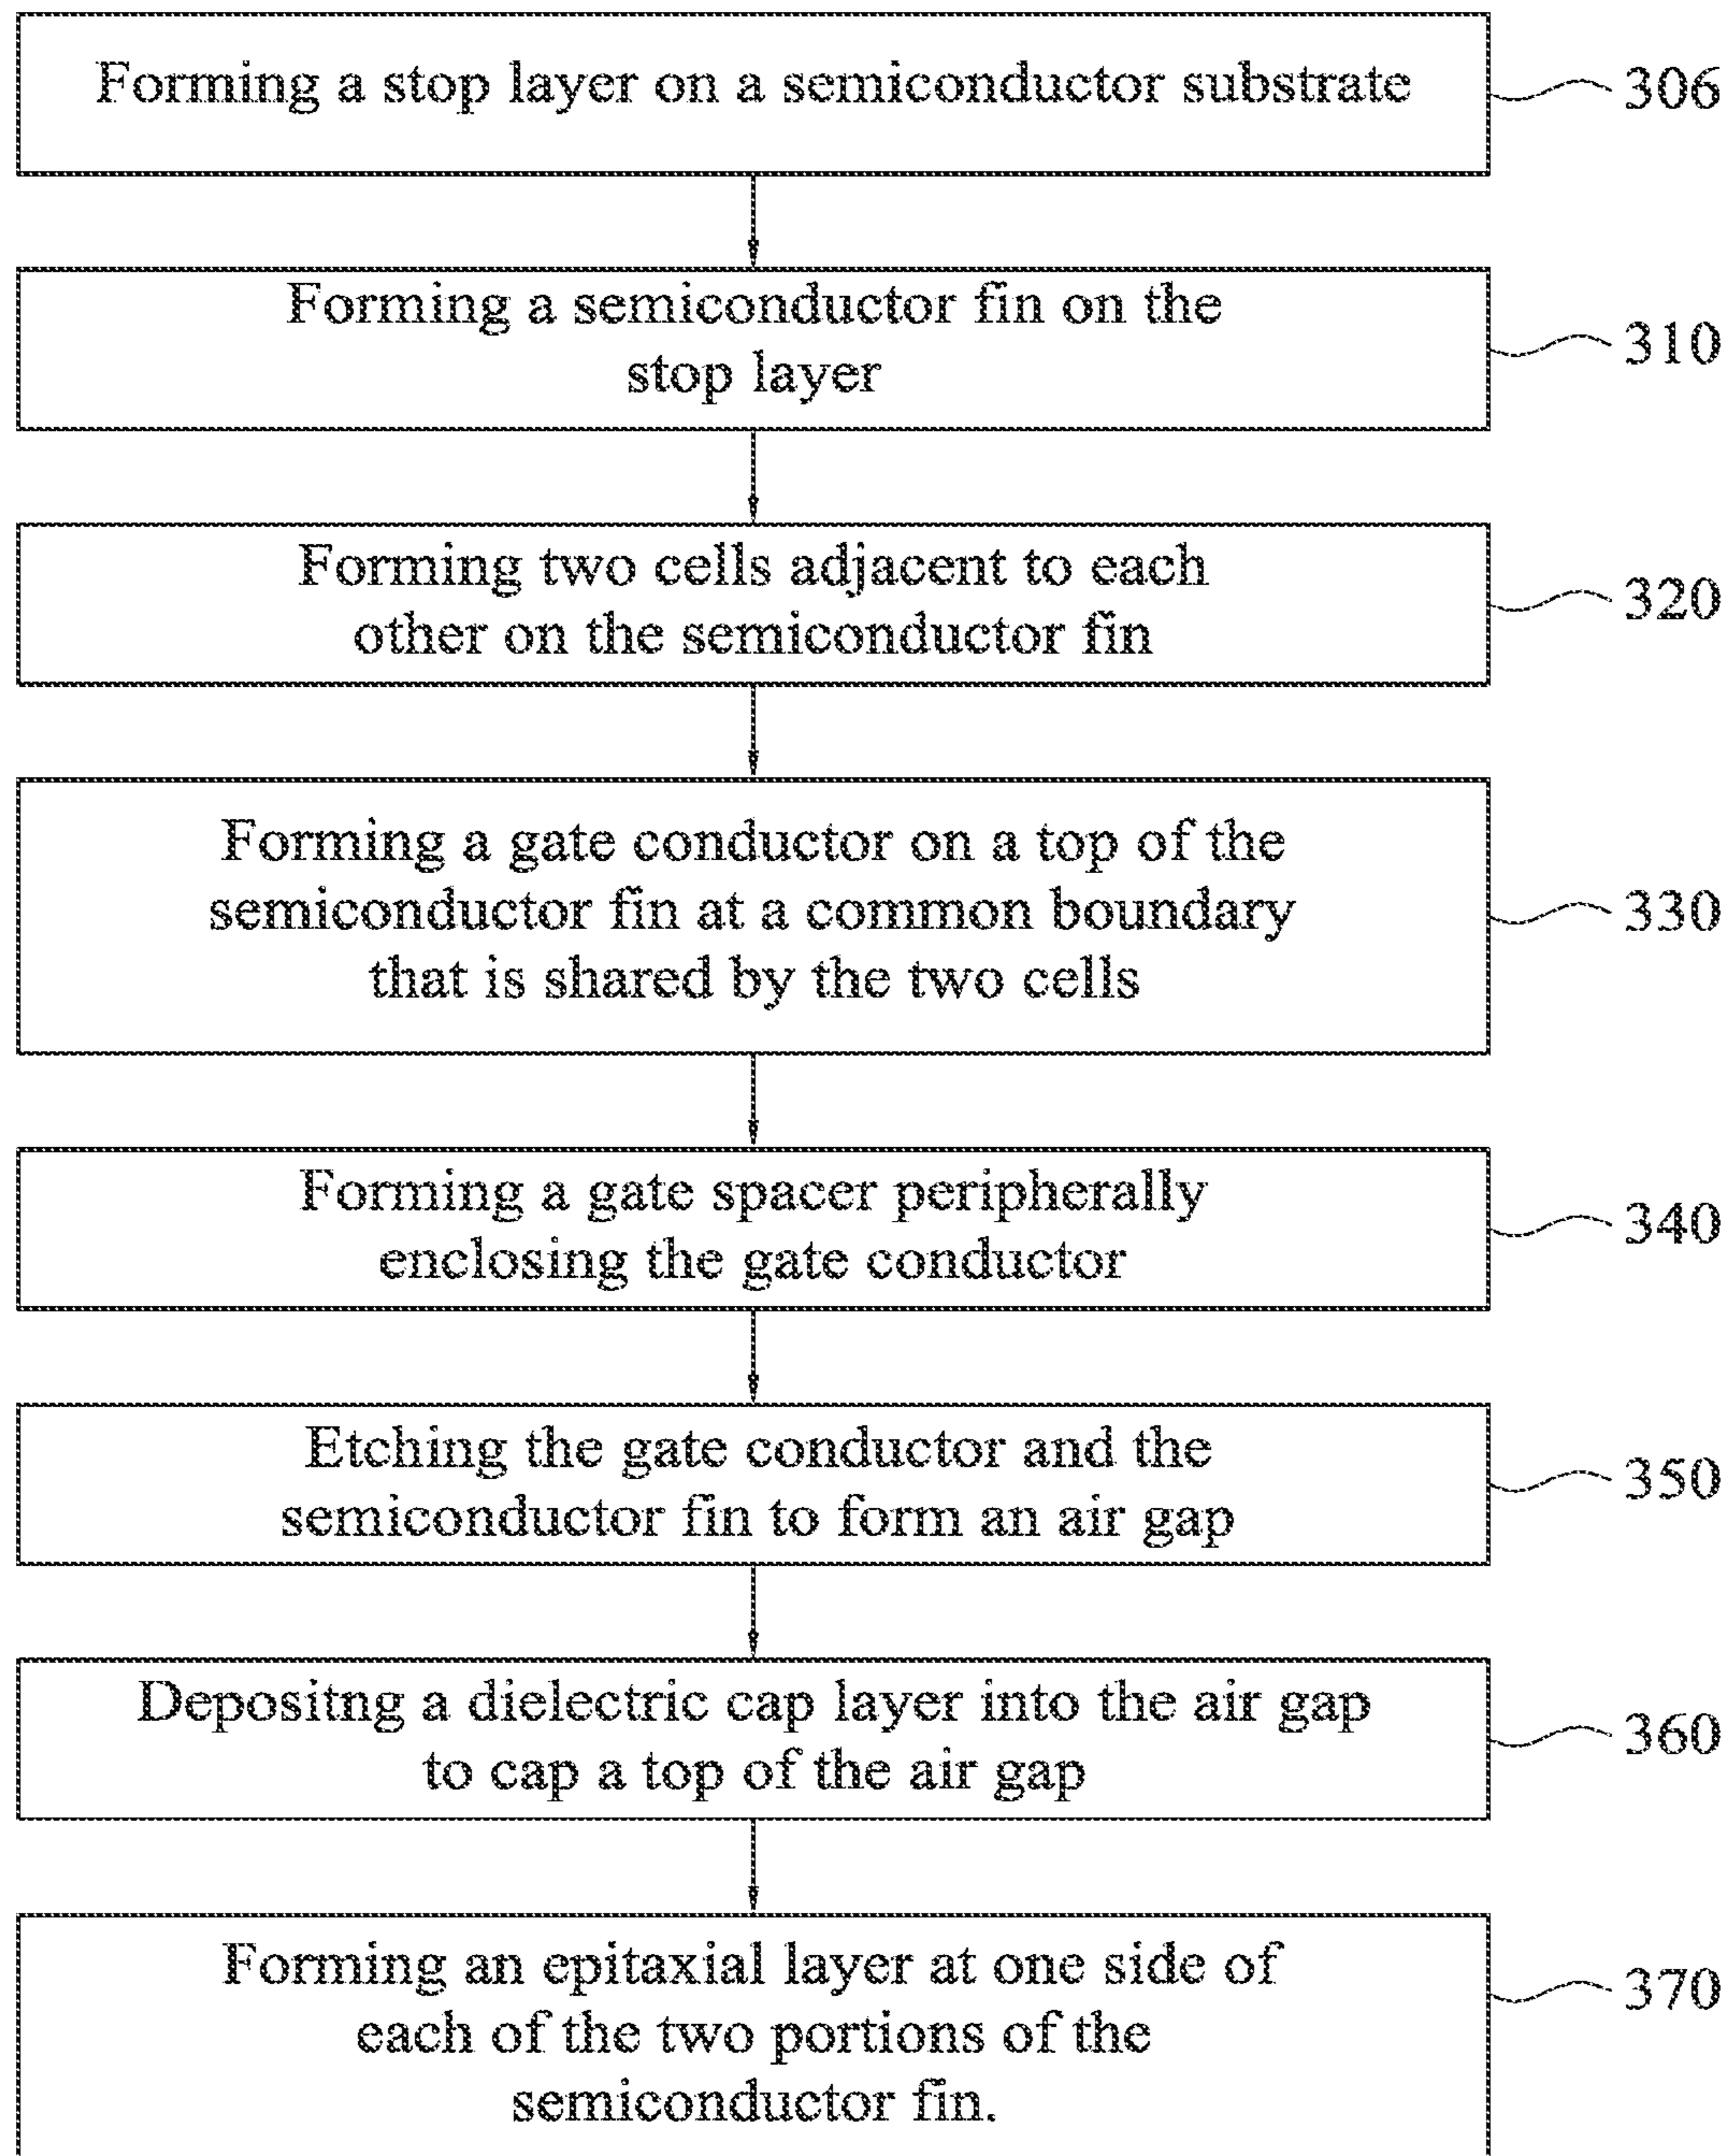 Forming a stop layer on a semiconductor substrate
306
Forming a semiconductor fin on the
stop layer
310
Forming two cells adjacent to each
other on the semiconductor fin
320
Forming a gate conductor on a top of the
semiconductor fin at a common boundary
that is shared by the two cells
330
Forming a gate spacer peripherally
enclosing the gate conductor
340
Etching the gate conductor and the
semiconductor fin to form an air gap
350
Depositng a dielectric cap layer into the air gap
to cap a top of the air gap
360
Forming an epitaxial layer at one side of
each of the two portions of the
semiconductor fin.
370